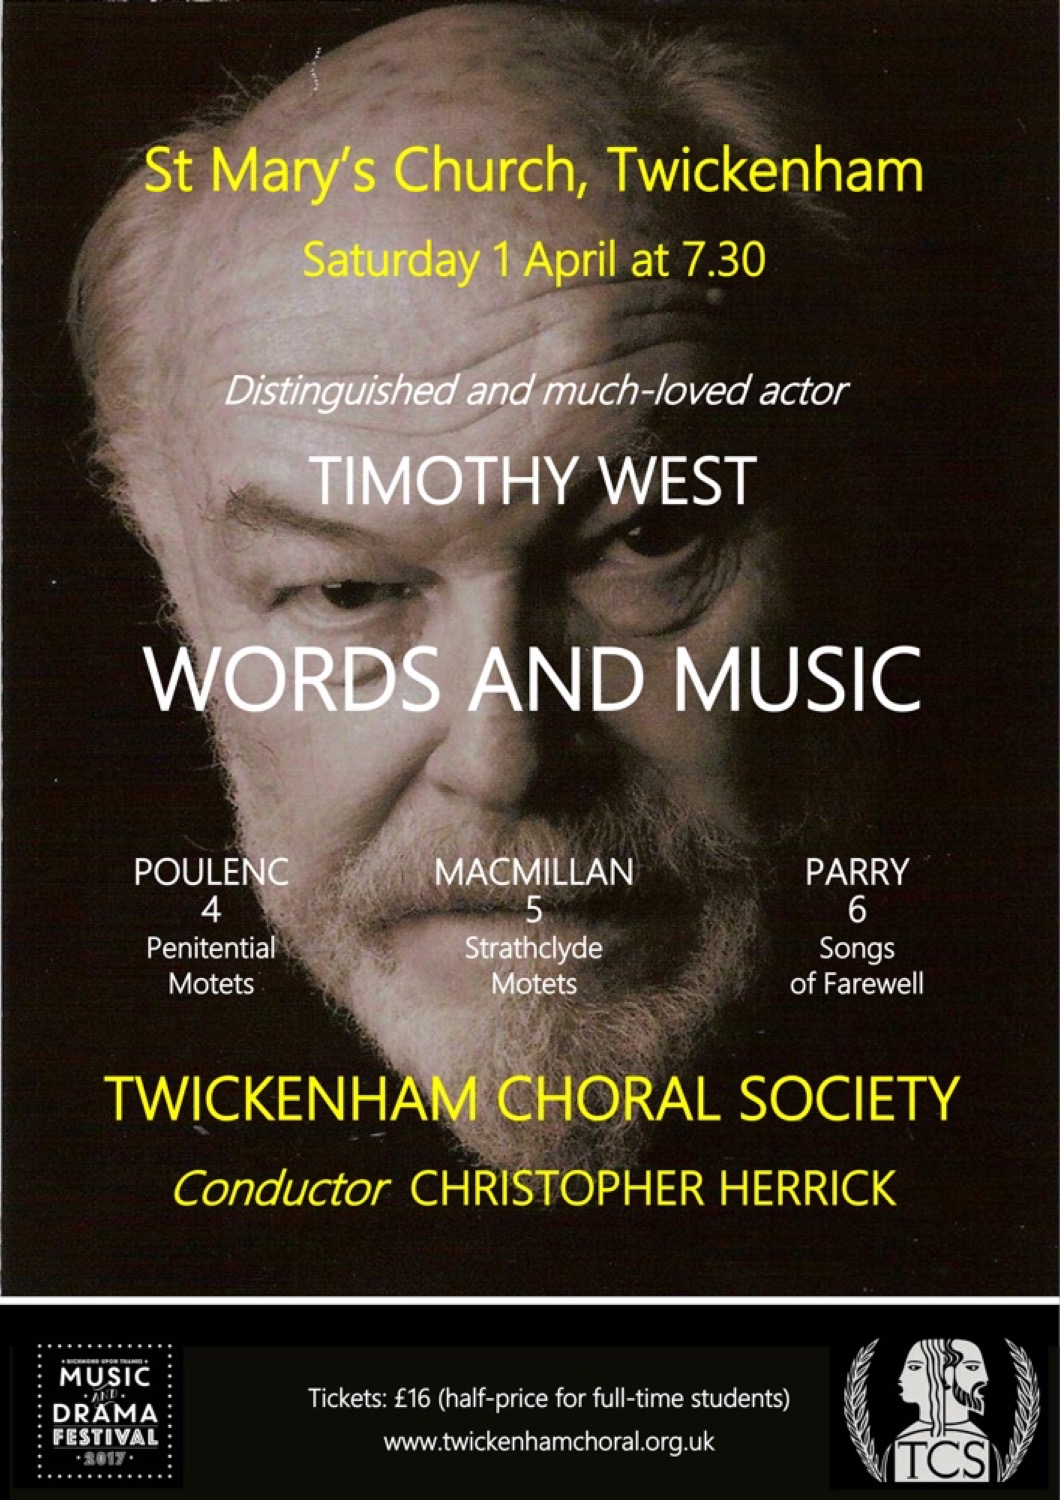 St Mary's Church, Twickenham
Saturday 1 April at 7.30
Distinguished and much-loved actor
TIMOTHY WEST
WORDS AND MUSIC
POULENC
4
Penitential
Motets
MACMILLAN
5
Strathclyde
Motets
PARRY
6
Songs
of Farewell
TWICKENHAM CHORAL SOCIETY
Conductor CHRISTOPHER HERRICK
RICHMOND UPON THAMES
MUSIC
AND
DRAMA
FESTIVAL
2017
Tickets: £16 (half-price for full-time students)
www.twickenhamchoral.org.uk
TCS